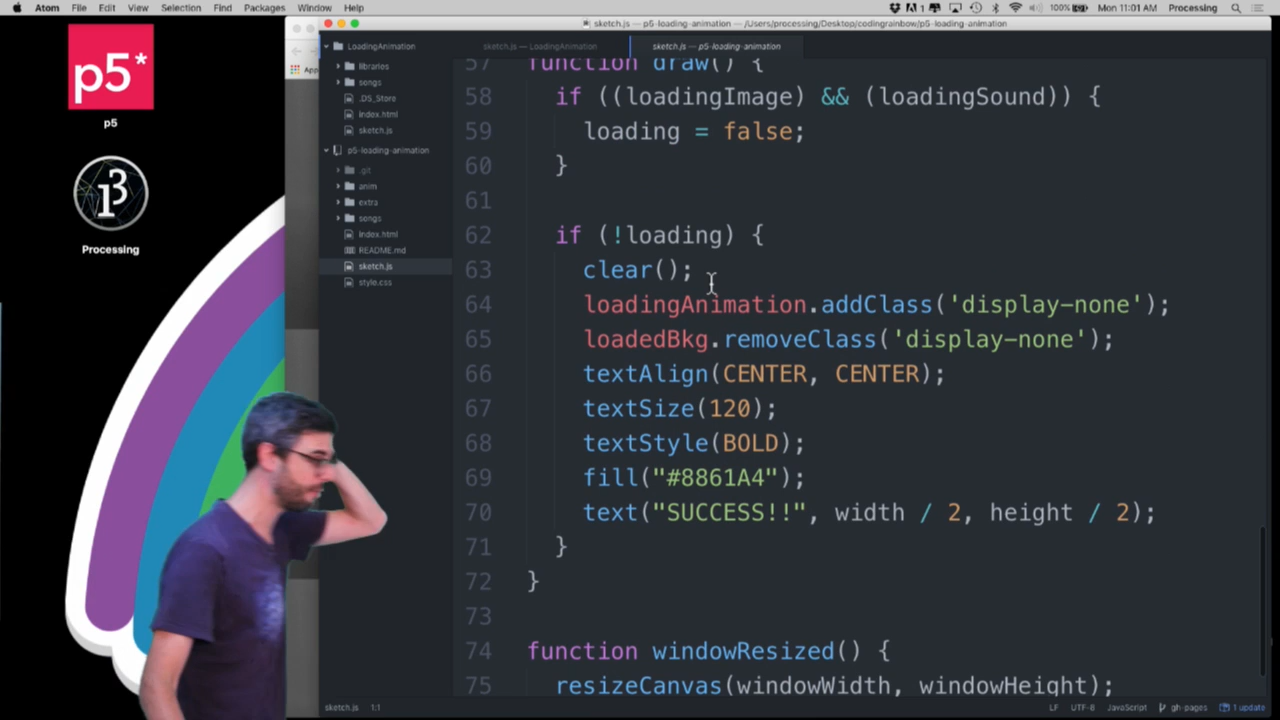 Atom File Edit View Selection Find Packages Window Help
100% Mon 11:01 AM Processing
sketch.js — p5-loading-animation — /Users/processing/Desktop/codingrainbow/p5-loading-animation
p5*
p5
Processing
App
LoadingAnimation
libraries
songs
.DS_Store
index.html
sketch.js
p5-loading-animation
.git
anim
extra
songs
index.html
README.md
sketch.js
style.css
sketch.js — LoadingAnimation
sketch.js — p5-loading-animation
57 function draw() {
58 if ((loadingImage) && (loadingSound)) {
59 loading = false;
60 }
61
62 if (!loading) {
63 clear();
64 loadingAnimation.addClass('display-none');
65 loadedBkg.removeClass('display-none');
66 textAlign(CENTER, CENTER);
67 textSize(120);
68 textStyle(BOLD);
69 fill("#8861A4");
70 text("SUCCESS!!", width / 2, height / 2);
71 }
72 }
73
74 function windowResized() {
75 resizeCanvas(windowWidth, windowHeight);
sketch.js 1:1
LF UTF-8 JavaScript gh-pages 1 update